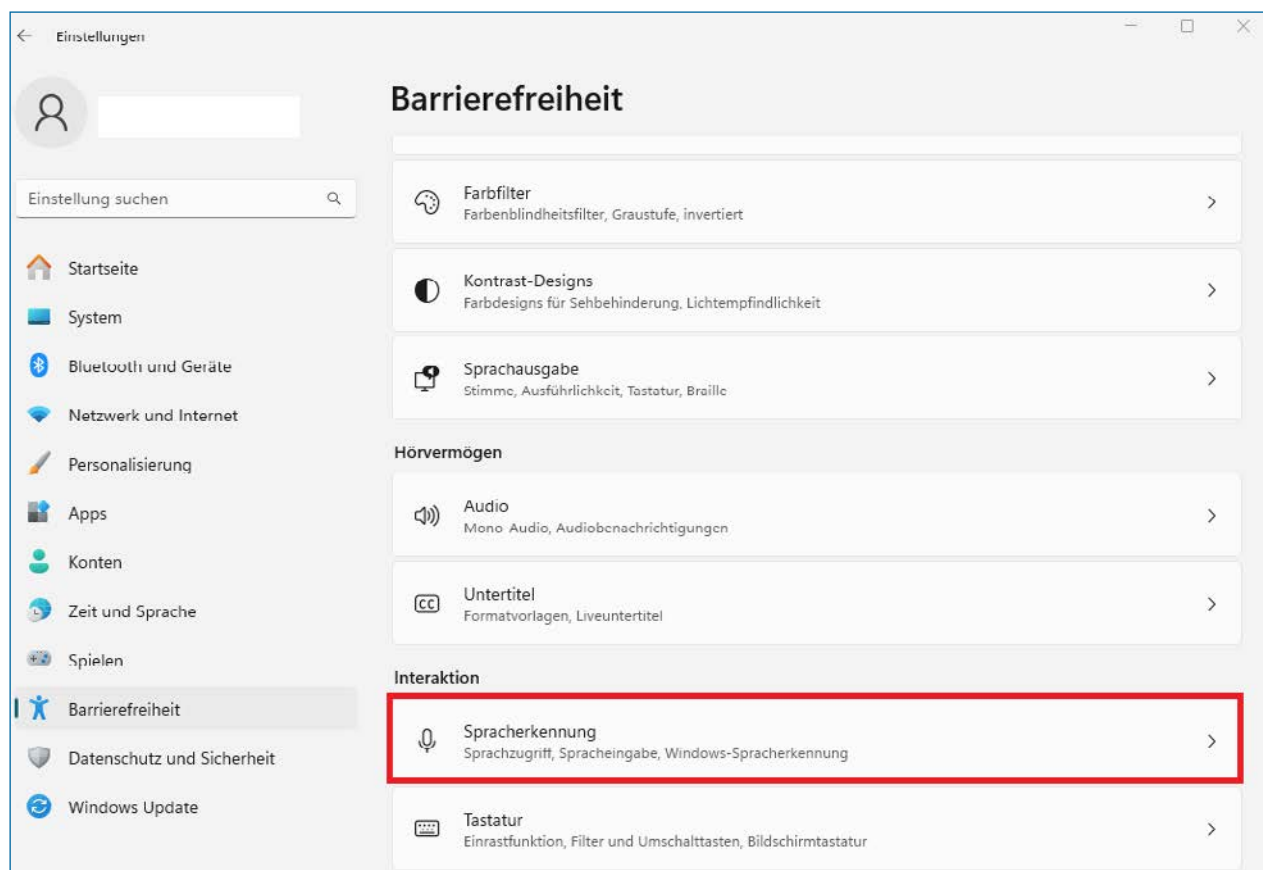 Einstellungen
Einstellung suchen
Startseite
System
Bluetooth und Geräte
Netzwerk und Internet
Personalisierung
Apps
Konten
Zeit und Sprache
Spielen
Barrierefreiheit
Datenschutz und Sicherheit
Windows Update
Barrierefreiheit
Farbfilter
Farbenblindheitsfilter, Graustufe, invertiert
Kontrast-Designs
Farbdesigns für Sehbehinderung, Lichtempfindlichkeit
Sprachausgabe
Stimme, Ausführlichkeit, Tastatur, Braille
Hörvermögen
Audio
Mono Audio, Audiobenachrichtigungen
Untertitel
CC
Formatvorlagen, Liveuntertitel
Interaktion
Spracherkennung
Sprachzugriff, Spracheingabe, Windows-Spracherkennung
Tastatur
Einrastfunktion, Filter und Umschalttasten, Bildschirmtastatur